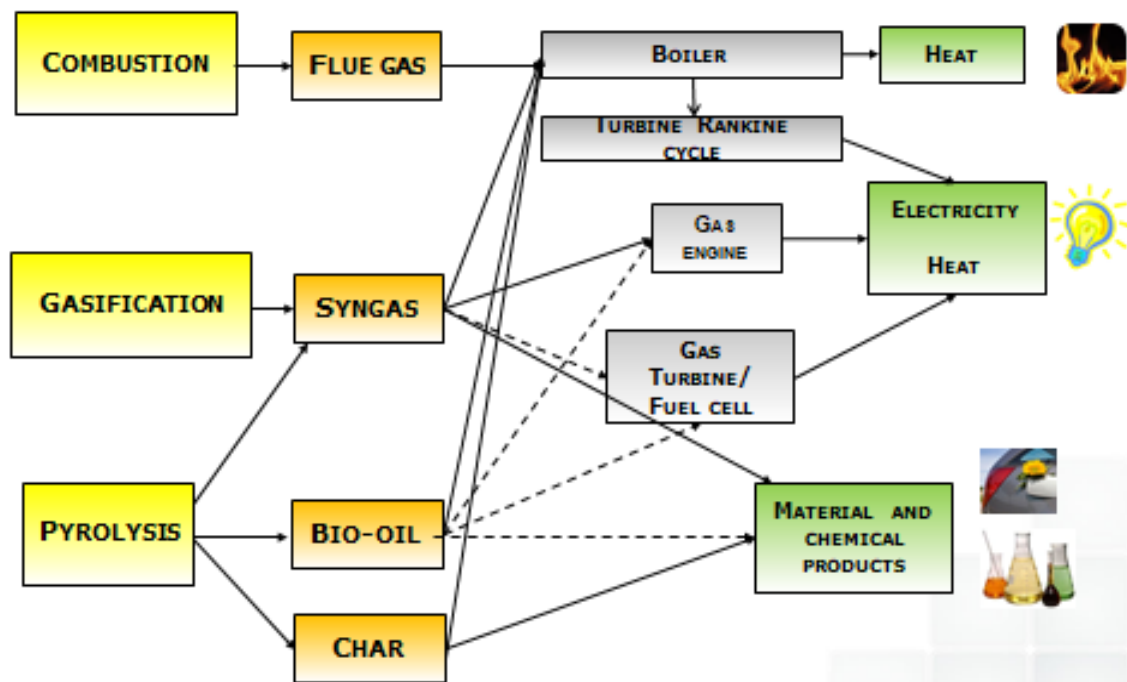 COMBUSTION
FLUE GAS
BOILER
HEAT
TURBINE RANKINE
CYCLE
ELECTRICITY
HEAT
GAS
ENGINE
GASIFICATION
SYNGAS
GAS
TURBINE/
FUEL CELL
PYROLYSIS
BIO-OIL
MATERIAL AND
CHEMICAL
PRODUCTS
CHAR